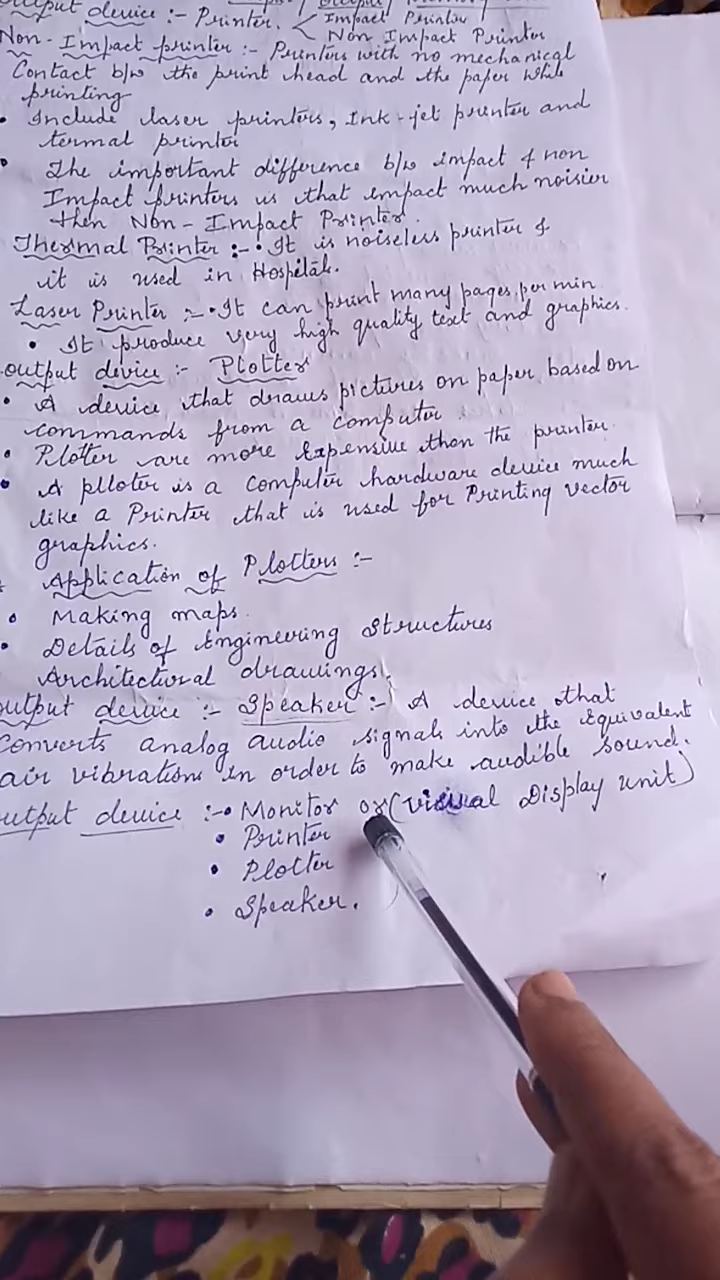 output device :- Printer. < Impact Printer
Non Impact Printer
Non - Impact printer :- Printers with no mechanical
Contact b/w the print head and the paper while
printing
• Include laser printers, Ink-jet printer and
termal printer
• The important difference b/w impact & non
Impact printers is that impact much noisier
then Non - Impact Printer.
Thermal Printer :- • It is noiseless printer &
it is used in Hospitals.
Laser Printer :- • It can print many pages per min.
• It produce very high quality text and graphics.
output device :- Plotter
• A device that draws pictures on paper based on
commands from a computer
• Plotter are more expensive than the printer.
• A plloter is a computer hardware device much
like a Printer that is used for Printing vector
graphics.
Application of Plotters :-
• Making maps.
• Details of Engineering Structures
Architectural drawings.
output device :- Speaker :- A device that
Converts analog audio signals into the equivalent
air vibrations in order to make audible sound.
output device :- • Monitor or (Visual Display Unit)
• Printer
• Plotter
• Speaker.